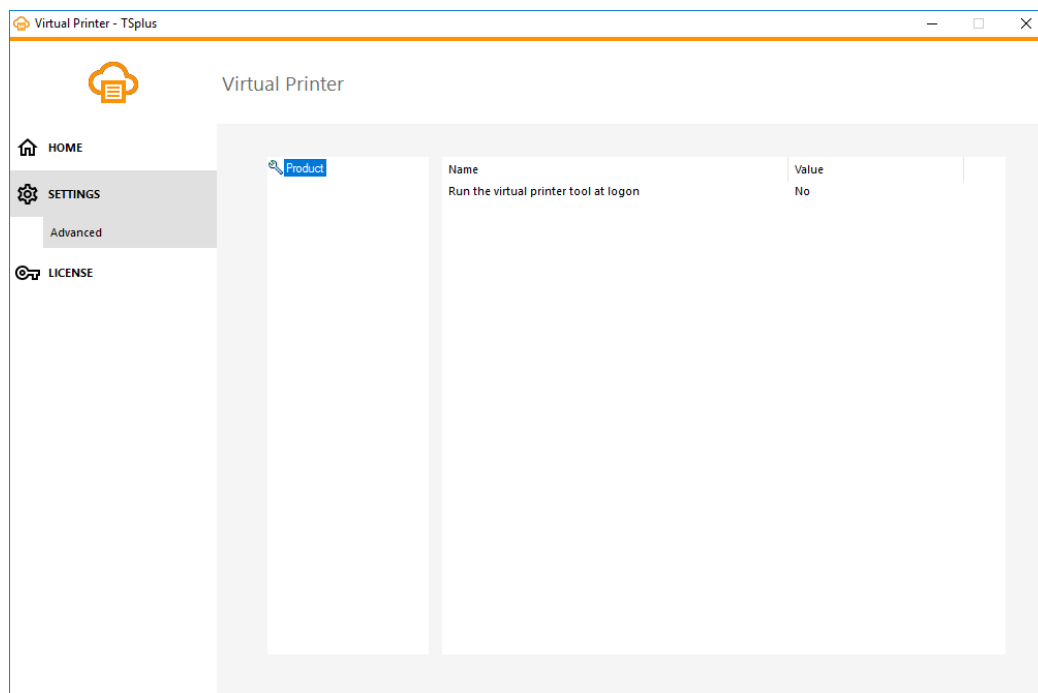 Virtual Printer - TSplus
Virtual Printer
HOME
SETTINGS
Advanced
LICENSE
Product
Name Value
Run the virtual printer tool at logon No